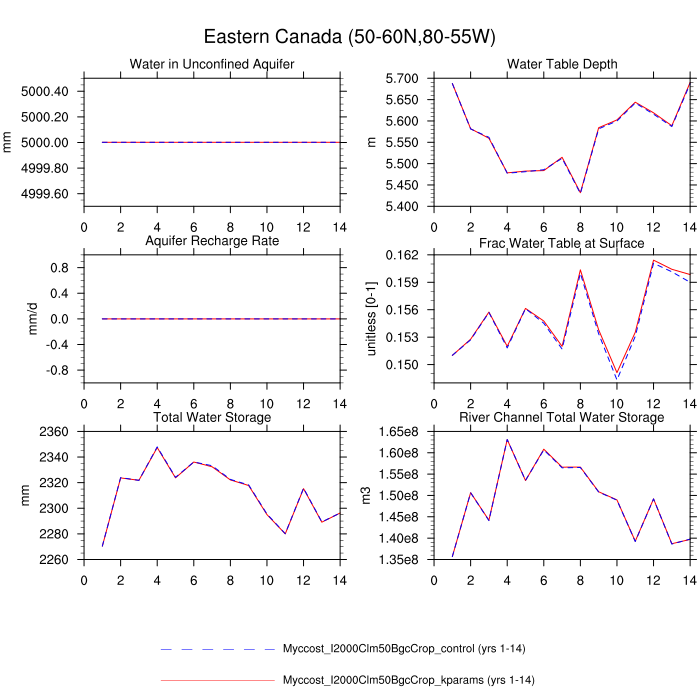 Eastern Canada (50-60N,80-55W)
Water in Unconfined Aquifer
mm
5000.40
5000.20
5000.00
4999.80
4999.60
0 2 4 6 8 10 12 14
Water Table Depth
m
5.700
5.650
5.600
5.550
5.500
5.450
5.400
0 2 4 6 8 10 12 14
Aquifer Recharge Rate
mm/d
0.8
0.4
0.0
-0.4
-0.8
0 2 4 6 8 10 12 14
Frac Water Table at Surface
unitless [0-1]
0.162
0.159
0.156
0.153
0.150
0 2 4 6 8 10 12 14
Total Water Storage
mm
2360
2340
2320
2300
2280
2260
0 2 4 6 8 10 12 14
River Channel Total Water Storage
m3
1.65e8
1.60e8
1.55e8
1.50e8
1.45e8
1.40e8
1.35e8
0 2 4 6 8 10 12 14
Myccost_I2000Clm50BgcCrop_control (yrs 1-14)
Myccost_I2000Clm50BgcCrop_kparams (yrs 1-14)